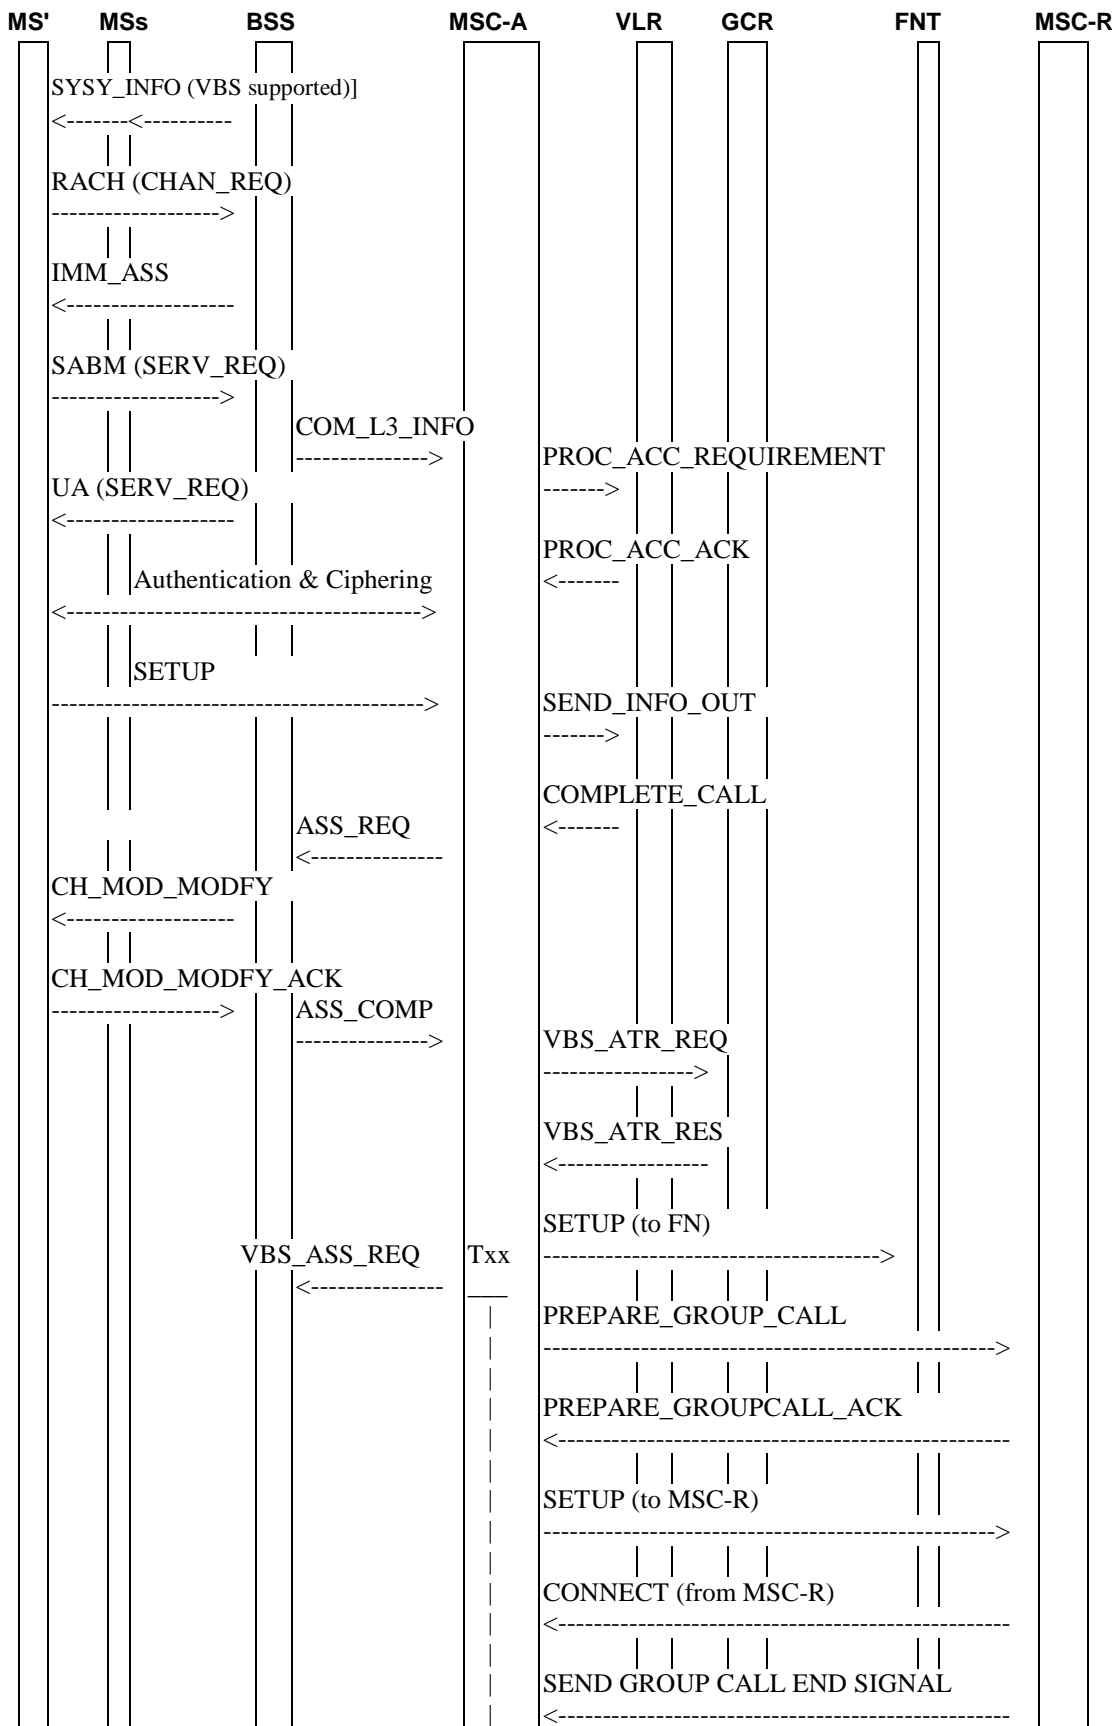 MS' MSs BSS MSC-A VLR GCR FNT MSC-R
SYSY_INFO (VBS supported)]
<-------<----------
RACH (CHAN_REQ)
------------------->
IMM_ASS
<-------------------
SABM (SERV_REQ)
------------------->
COM_L3_INFO
--------------->
PROC_ACC_REQUIREMENT
------->
UA (SERV_REQ)
<-------------------
PROC_ACC_ACK
<-------
Authentication & Ciphering
<---------------------------------------->
SETUP
------------------------------------------>
SEND_INFO_OUT
------->
COMPLETE_CALL
<-------
ASS_REQ
<---------------
CH_MOD_MODFY
<-------------------
CH_MOD_MODFY_ACK
------------------->
ASS_COMP
--------------->
VBS_ATR_REQ
----------------->
VBS_ATR_RES
<-----------------
SETUP (to FN)
-------------------------------------->
VBS_ASS_REQ Txx
<--------------- ___
PREPARE_GROUP_CALL
--------------------------------------------------->
PREPARE_GROUPCALL_ACK
<---------------------------------------------------
SETUP (to MSC-R)
--------------------------------------------------->
CONNECT (from MSC-R)
<---------------------------------------------------
SEND GROUP CALL END SIGNAL
<---------------------------------------------------